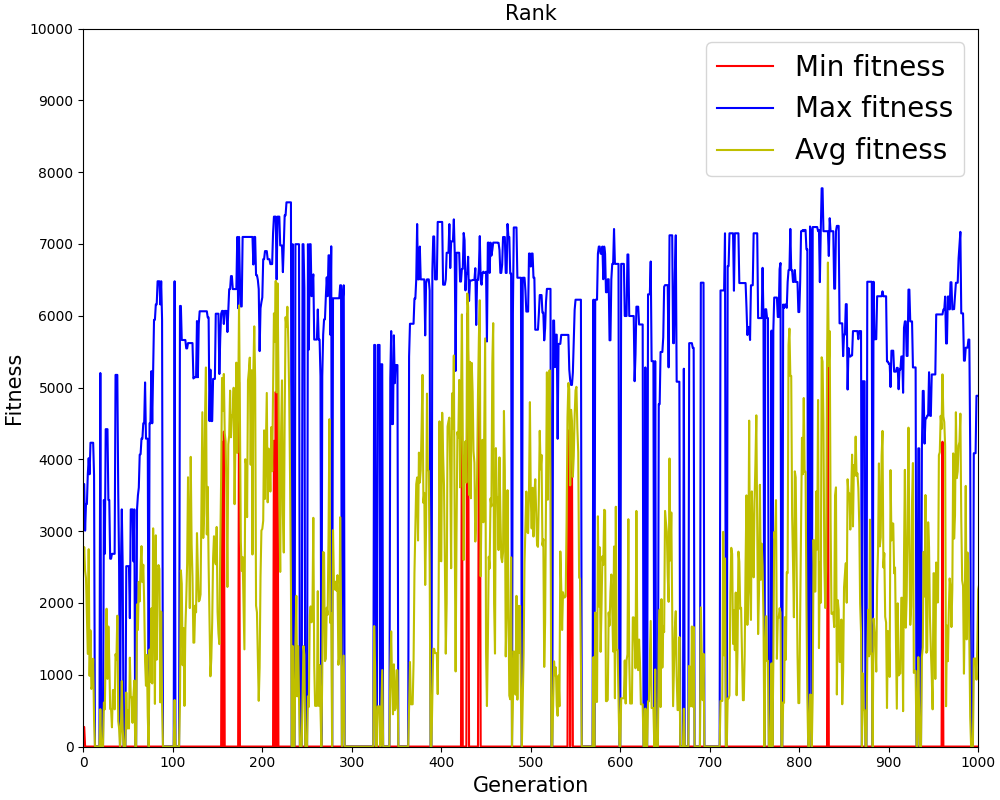 Rank
10000
9000
8000
7000
6000
5000
4000
3000
2000
1000
0
Fitness
Min fitness
Max fitness
Avg fitness
0 100 200 300 400 500 600 700 800 900 1000
Generation